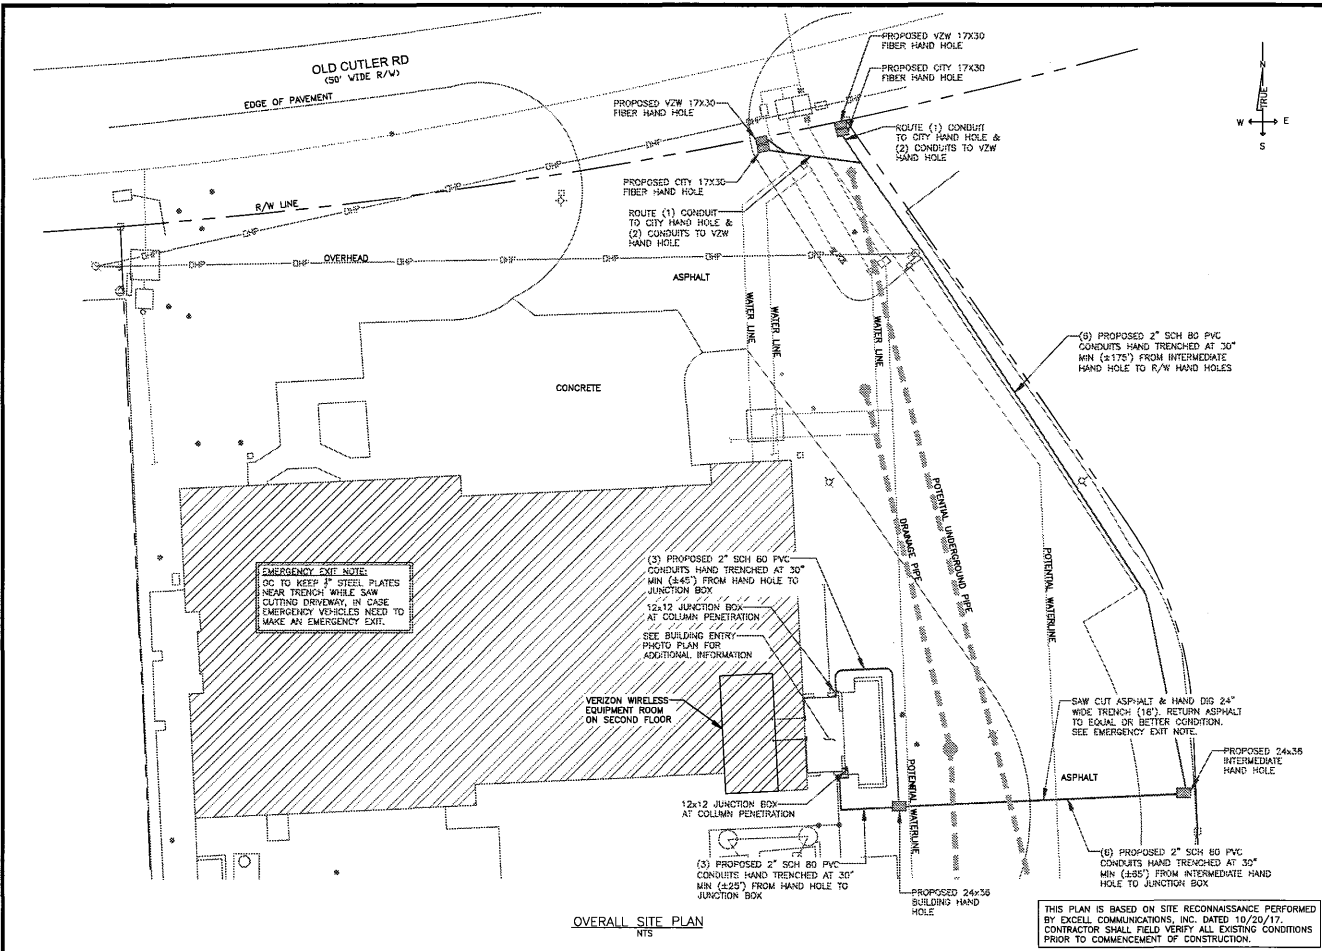 OLD CUTLER RD
(50' WIDE R/W)
EDGE OF PAVEMENT
PROPOSED VZW 17X30
FIBER HAND HOLE
PROPOSED CITY 17X30
FIBER HAND HOLE
PROPOSED VZW 17X30
FIBER HAND HOLE
ROUTE (1) CONDUIT
TO CITY HAND HOLE &
(2) CONDUITS TO VZW
HAND HOLE
N
TRUE
W
E
S
PROPOSED CITY 17X30
FIBER HAND HOLE
ROUTE (1) CONDUIT
TO CITY HAND HOLE &
(2) CONDUITS TO VZW
HAND HOLE
R/W LINE
OHP
OHP
OHP
OHP
OHP
OHP
OVERHEAD
OHP
OHP
OHP
OHP
OHP
OHP
ASPHALT
WATER LINE
WATER LINE
WATER LINE
(6) PROPOSED 2" SCH 80 PVC
CONDUITS HAND TRENCHED AT 30"
MIN (±175') FROM INTERMEDIATE
HAND HOLE TO R/W HAND HOLES
CONCRETE
DRAINAGE PIPE
POTENTIAL UNDERGROUND PIPE
POTENTIAL WATERLINE
EMERGENCY EXIT NOTE:
GC TO KEEP STEEL PLATES
NEAR TRENCH WHILE SAW
CUTTING DRIVEWAY, IN CASE
EMERGENCY VEHICLES NEED TO
MAKE AN EMERGENCY EXIT.
(3) PROPOSED 2" SCH 80 PVC
CONDUITS HAND TRENCHED AT 30"
MIN (±45') FROM HAND HOLE TO
JUNCTION BOX
12x12 JUNCTION BOX
AT COLUMN PENETRATION
SEE BUILDING ENTRY
PHOTO PLAN FOR
ADDITIONAL INFORMATION
VERIZON WIRELESS
EQUIPMENT ROOM
ON SECOND FLOOR
SAW CUT ASPHALT & HAND DIG 24"
WIDE TRENCH (18'). RETURN ASPHALT
TO EQUAL OR BETTER CONDITION.
SEE EMERGENCY EXIT NOTE.
PROPOSED 24x36
INTERMEDIATE
HAND HOLE
ASPHALT
POTENTIAL WATERLINE
12x12 JUNCTION BOX
AT COLUMN PENETRATION
(3) PROPOSED 2" SCH 80 PVC
CONDUITS HAND TRENCHED AT 30"
MIN (±25') FROM HAND HOLE TO
JUNCTION BOX
PROPOSED 24x36
BUILDING HAND
HOLE
(6) PROPOSED 2" SCH 80 PVC
CONDUITS HAND TRENCHED AT 30"
MIN (±65') FROM INTERMEDIATE HAND
HOLE TO JUNCTION BOX
OVERALL SITE PLAN
NTS
THIS PLAN IS BASED ON SITE RECONNAISSANCE PERFORMED
BY EXCELL COMMUNICATIONS, INC. DATED 10/20/17.
CONTRACTOR SHALL FIELD VERIFY ALL EXISTING CONDITIONS
PRIOR TO COMMENCEMENT OF CONSTRUCTION.